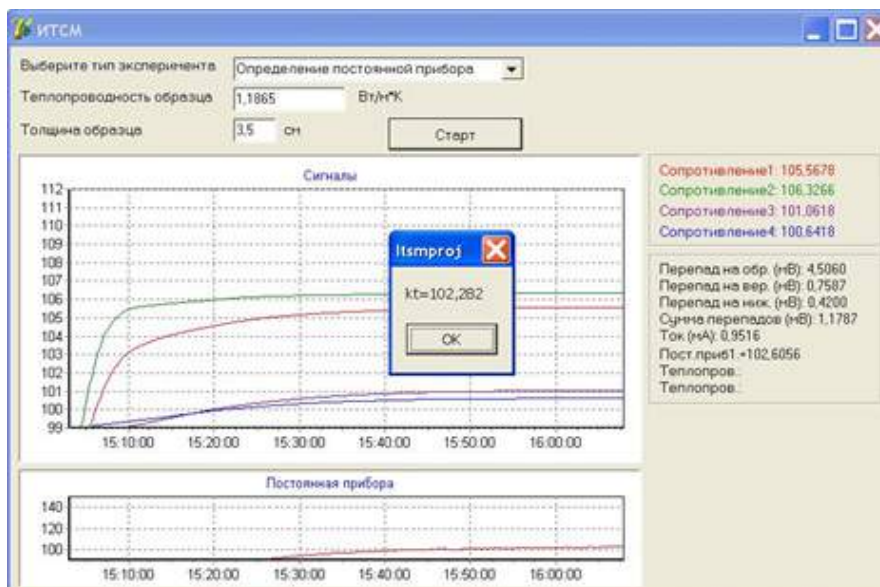 ИТСМ
Выберите тип эксперимента Определение постоянной прибора
Теплопроводность образца 1,1865 Вт/м*К
Толщина образца 3,5 см Старт
Сигналы
112
111
110
109
108
107
106
105
104
103
102
101
100
99
15:10:00 15:20:00 15:30:00 15:40:00 15:50:00 16:00:00
Itsmproj
kt=102,282
OK
Сопротивление1: 105,5678
Сопротивление2: 106,3266
Сопротивление3: 101,0618
Сопротивление4: 100,6418
Перепад на обр. (мВ): 4,5060
Перепад на вер. (мВ): 0,7587
Перепад на ниж. (мВ): 0,4200
Сумма перепадов (мВ): 1,1787
Ток (мА): 0,9516
Пост.приб1.=102,6056
Теплопров.:
Теплопров.:
Постоянная прибора
140
120
100
15:10:00 15:20:00 15:30:00 15:40:00 15:50:00 16:00:00